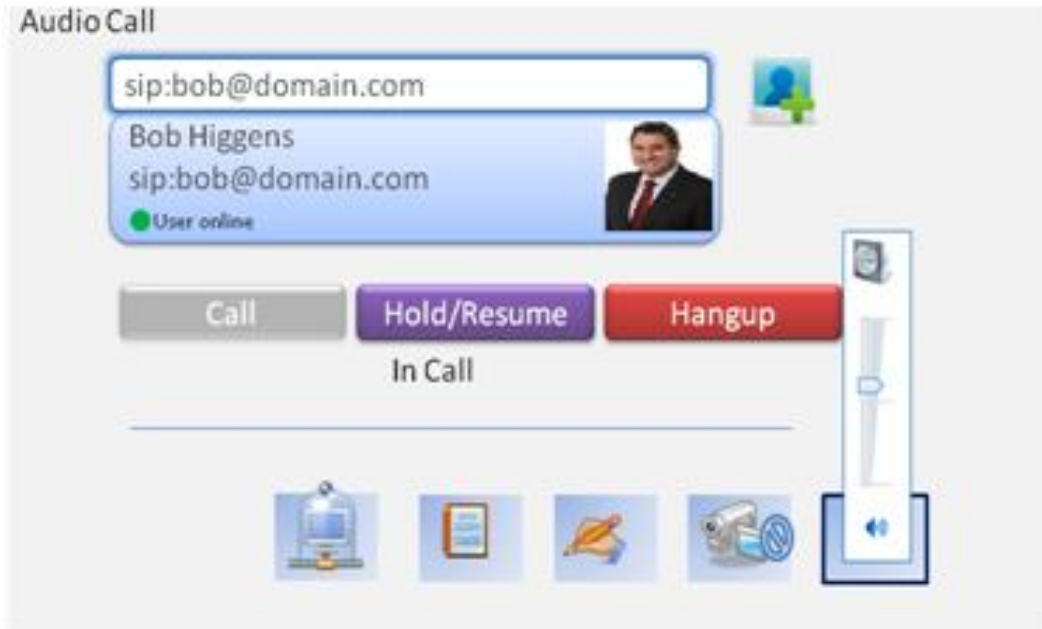 Audio Call
sip:bob@domain.com
Bob Higgens
sip:bob@domain.com
User online
Call
Hold/Resume
Hangup
In Call